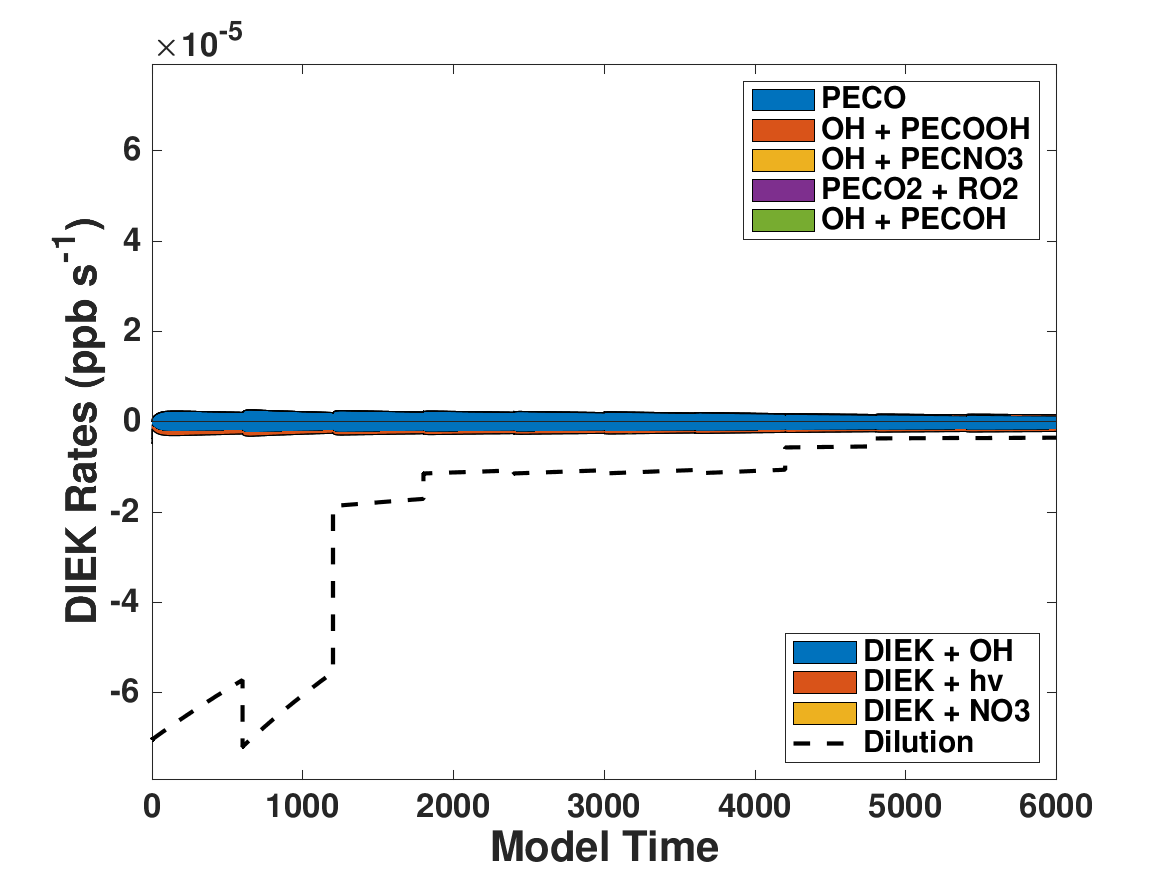 ×10-5
6
4
2
0
-2
-4
-6
DIEK Rates (ppb s-1)
PECO
OH + PECOOH
OH + PECNO3
PECO2 + RO2
OH + PECOH
DIEK + OH
DIEK + hv
DIEK + NO3
Dilution
0 1000 2000 3000 4000 5000 6000
Model Time